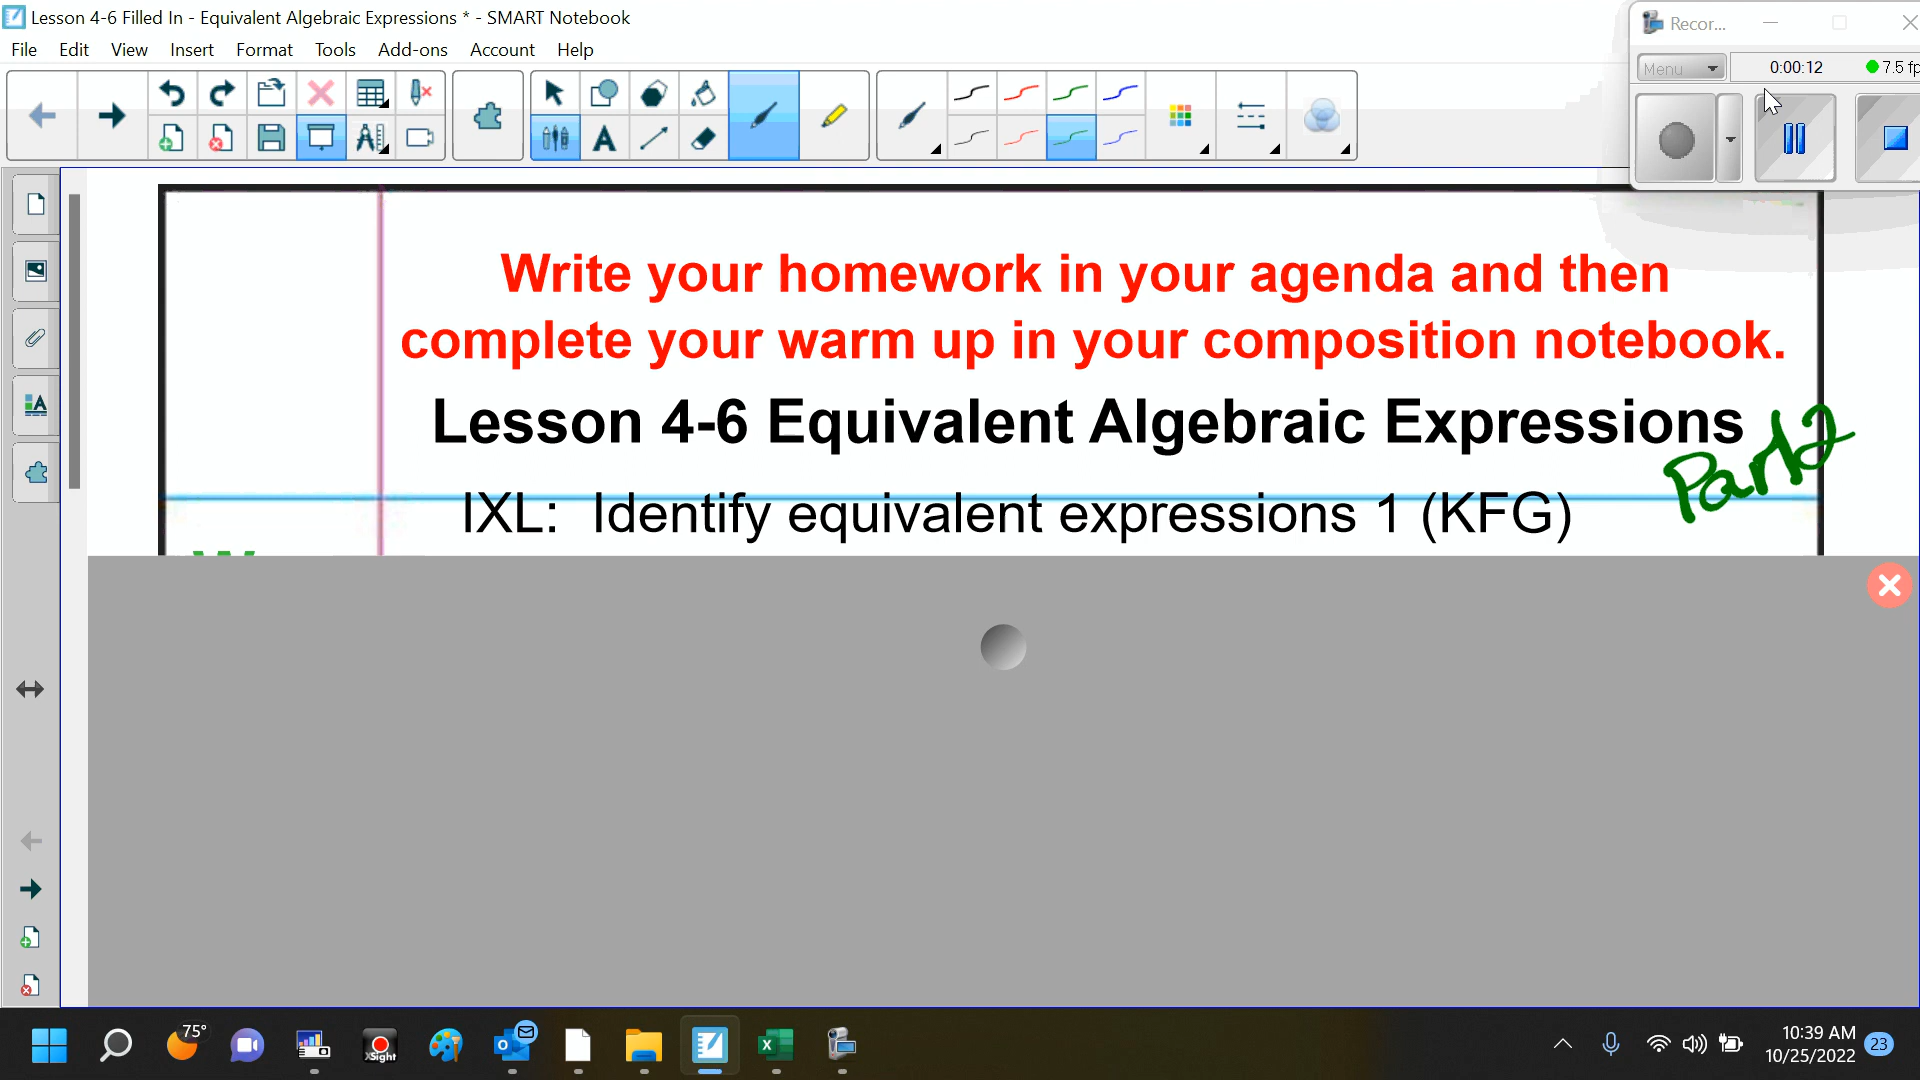 Lesson 4-6 Filled In - Equivalent Algebraic Expressions * - SMART Notebook
File Edit View Insert Format Tools Add-ons Account Help
Recor...
Menu 0:00:12 7.5 fp
Write your homework in your agenda and then
complete your warm up in your composition notebook.
Lesson 4-6 Equivalent Algebraic Expressions
Part 2
IXL: Identify equivalent expressions 1 (KFG)
75°
XSight
10:39 AM
10/25/2022
23